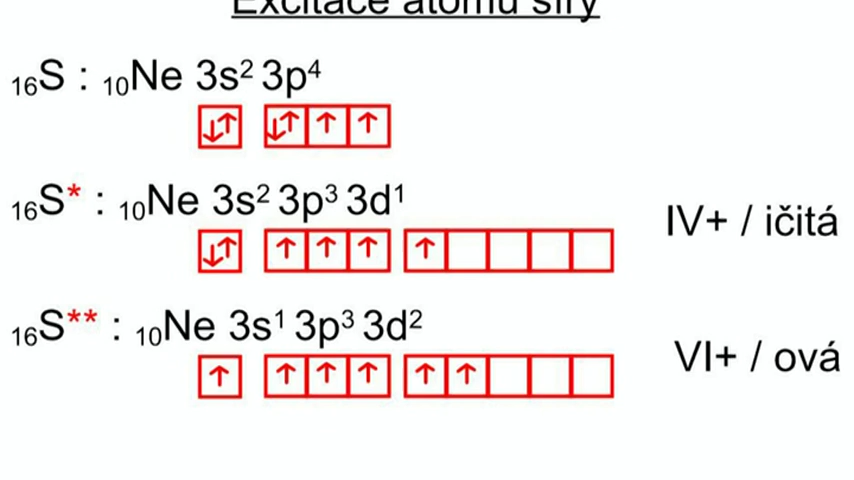 Excitace atomu síry
₁₆S : ₁₀Ne 3s² 3p⁴
₁₆S* : ₁₀Ne 3s² 3p³ 3d¹
IV+ / ičitá
₁₆S** : ₁₀Ne 3s¹ 3p³ 3d²
VI+ / ová